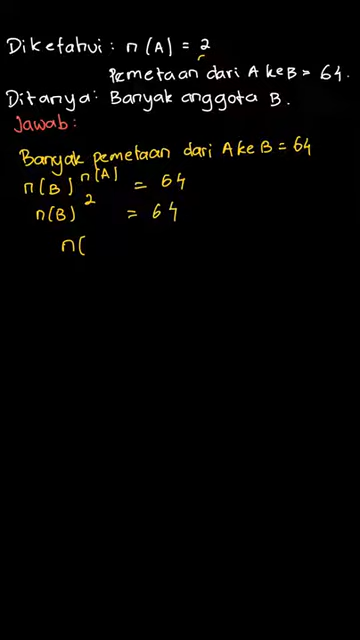 Diketahui : n(A) = 2
Pemetaan dari A ke B = 64.
Ditanya : Banyak anggota B.
Jawab :
Banyak pemetaan dari A ke B = 64
n(B)^n(A) = 64
n(B)^2 = 64
n(